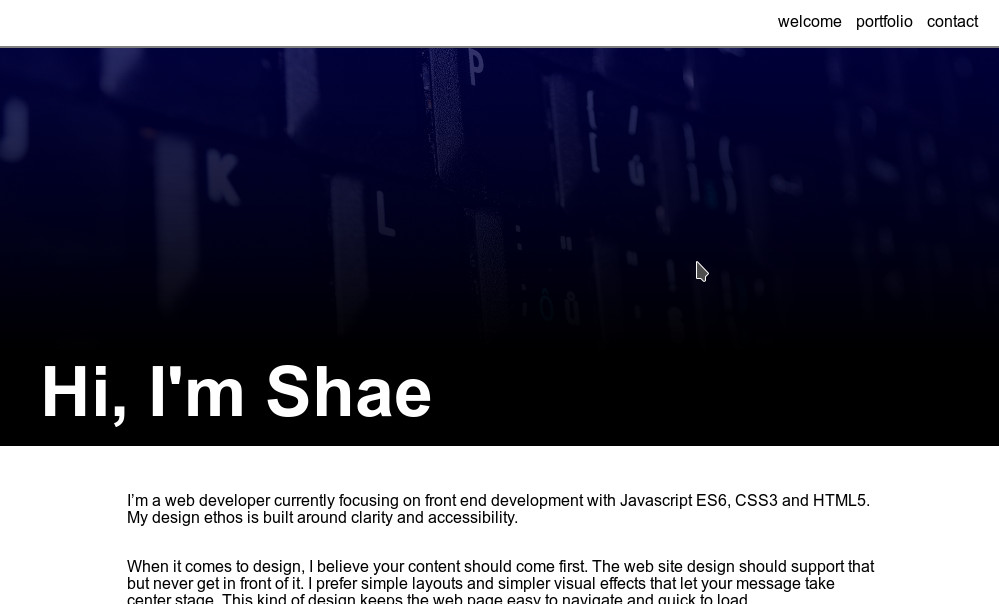 welcome portfolio contact
P
K
L
Hi, I'm Shae
I’m a web developer currently focusing on front end development with Javascript ES6, CSS3 and HTML5.
My design ethos is built around clarity and accessibility.
When it comes to design, I believe your content should come first. The web site design should support that
but never get in front of it. I prefer simple layouts and simpler visual effects that let your message take
center stage. This kind of design keeps the web page easy to navigate and quick to load.